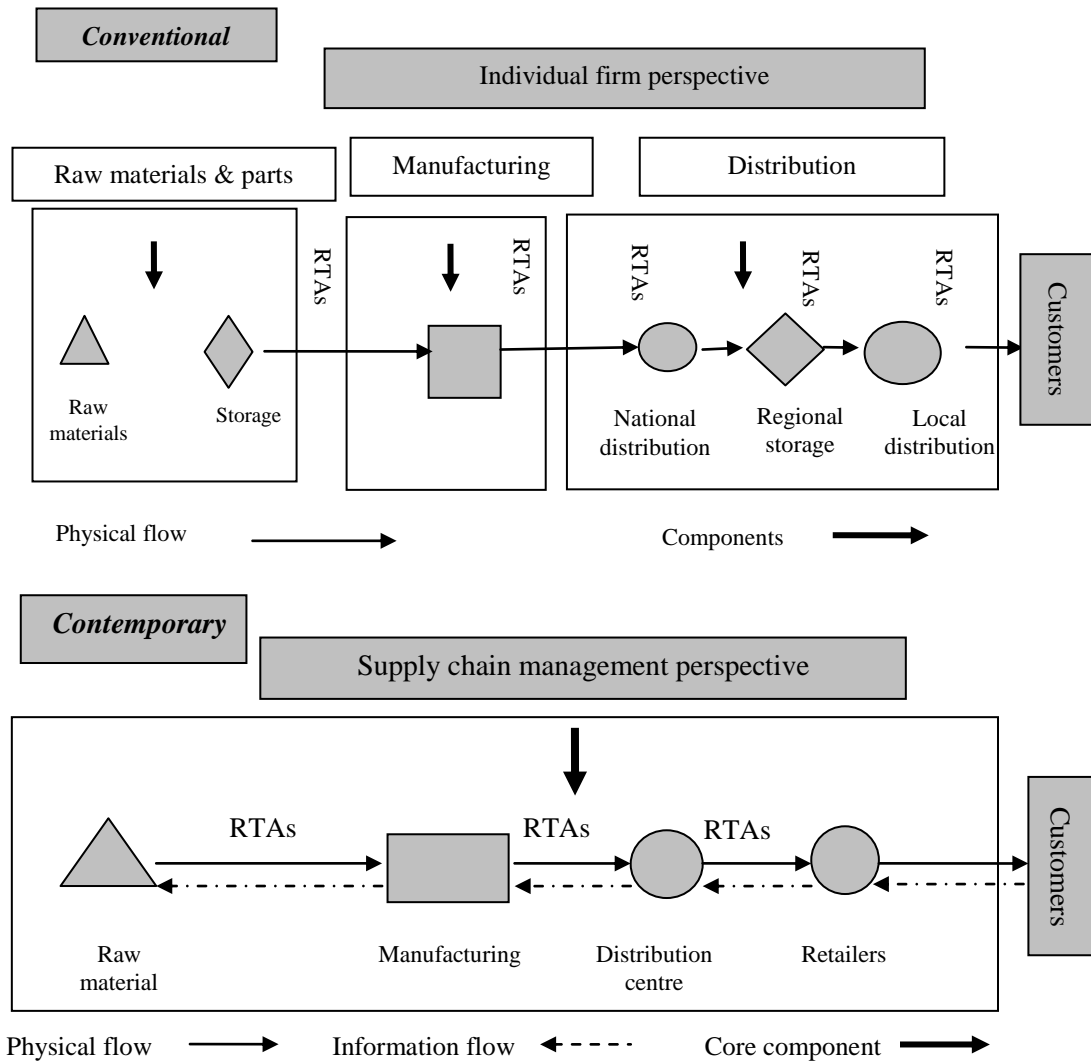 Conventional
Individual firm perspective
Raw materials & parts
Manufacturing
Distribution
RTAs
RTAs
RTAs
RTAs
RTAs
Customers
Raw
materials
Storage
National
distribution
Regional
storage
Local
distribution
Physical flow
Components
Contemporary
Supply chain management perspective
RTAs
RTAs
RTAs
Customers
Raw
material
Manufacturing
Distribution
centre
Retailers
Physical flow
Information flow
Core component